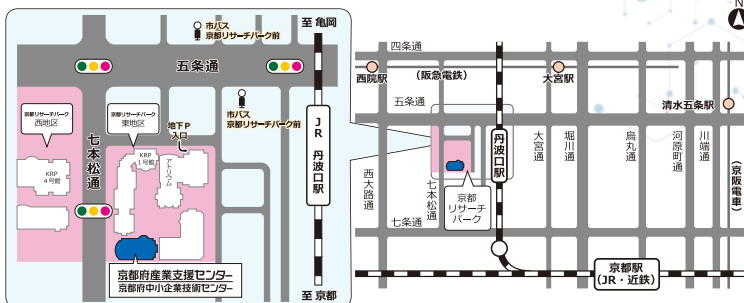 市バス
京都リサーチパーク前
至 亀岡
五条通
市バス
京都リサーチパーク前
京都リサーチパーク
西地区
京都リサーチパーク
東地区
地下P
入口
七本松通
KRP
4号館
KRP
1号館
アトリウム
JR 丹波口駅
京都府産業支援センター
京都府中小企業技術センター
至 京都
N
四条通
西院駅
(阪急電鉄)
大宮駅
五条通
清水五条駅
丹波口駅
西大路通
七本松通
大宮通
堀川通
烏丸通
河原町通
川端通
(京阪電車)
京都
リサーチ
パーク
七条通
京都駅
(JR・近鉄)